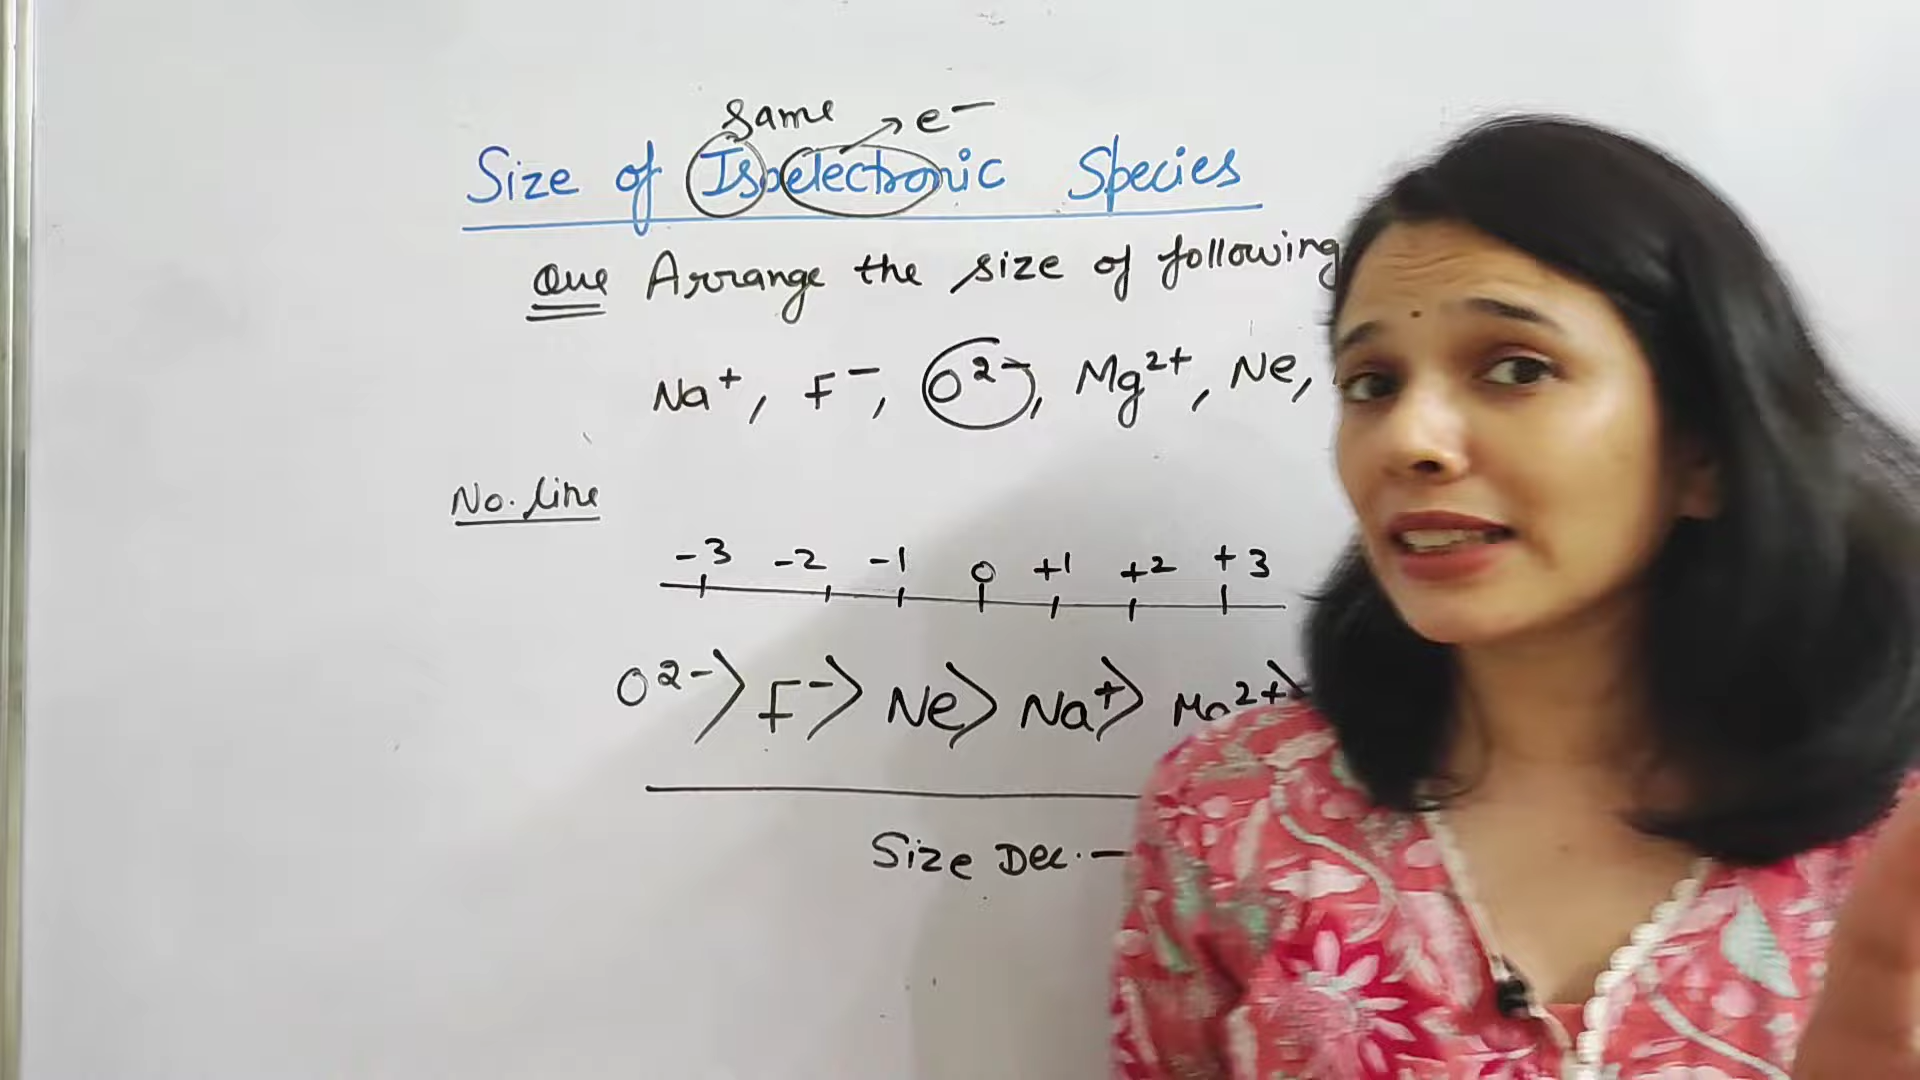 same → e⁻
Size of Isoelectronic Species
Que Arrange the size of following
Na⁺, F⁻, O²⁻, Mg²⁺, Ne,
No. line
-3 -2 -1 0 +1 +2 +3
O²⁻ > F⁻ > Ne > Na⁺ > Mg²⁺ >
Size Dec. —